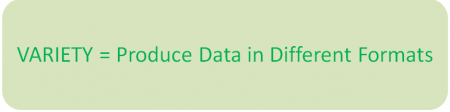 VARIETY = Produce Data in Different Formats